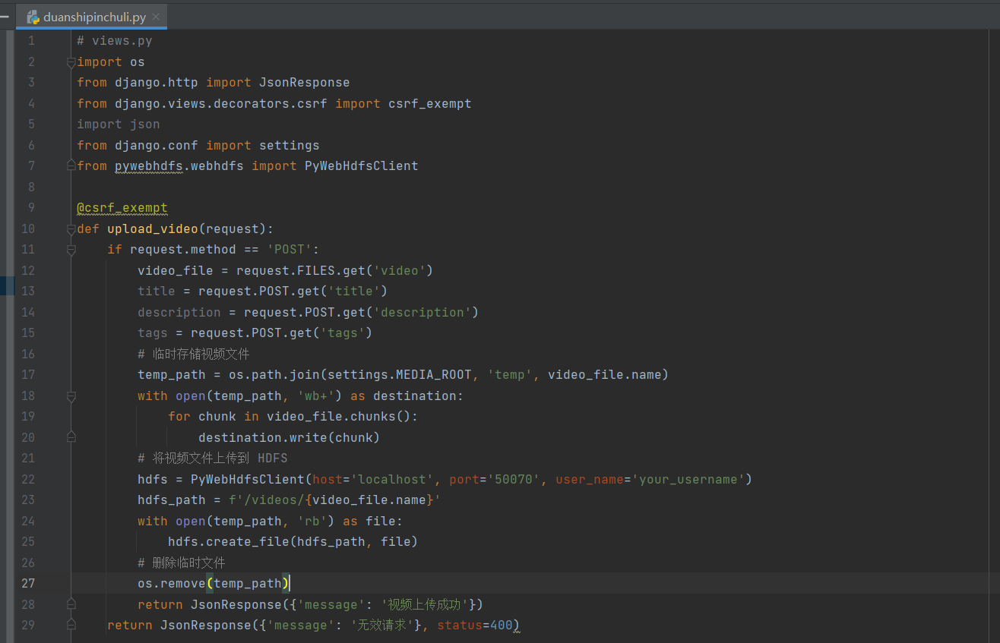 duanshipinchuli.py
1 # views.py
2 import os
3 from django.http import JsonResponse
4 from django.views.decorators.csrf import csrf_exempt
5 import json
6 from django.conf import settings
7 from pywebhdfs.webhdfs import PyWebHdfsClient
8
9 @csrf_exempt
10 def upload_video(request):
11     if request.method == 'POST':
12         video_file = request.FILES.get('video')
13         title = request.POST.get('title')
14         description = request.POST.get('description')
15         tags = request.POST.get('tags')
16         # 临时存储视频文件
17         temp_path = os.path.join(settings.MEDIA_ROOT, 'temp', video_file.name)
18         with open(temp_path, 'wb+') as destination:
19             for chunk in video_file.chunks():
20                 destination.write(chunk)
21         # 将视频文件上传到 HDFS
22         hdfs = PyWebHdfsClient(host='localhost', port='50070', user_name='your_username')
23         hdfs_path = f'/videos/{video_file.name}'
24         with open(temp_path, 'rb') as file:
25             hdfs.create_file(hdfs_path, file)
26         # 删除临时文件
27         os.remove(temp_path)
28         return JsonResponse({'message': '视频上传成功'})
29     return JsonResponse({'message': '无效请求'}, status=400)